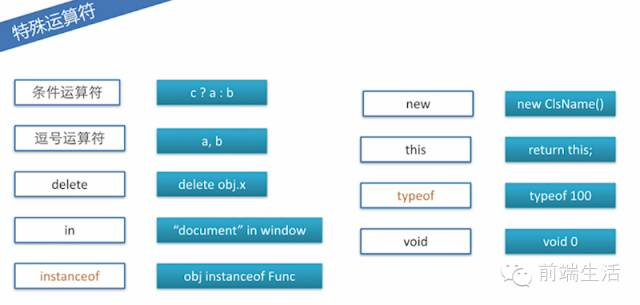 特殊运算符
条件运算符 c ? a : b
逗号运算符 a, b
delete delete obj.x
in “document” in window
instanceof obj instanceof Func
new new ClsName()
this return this;
typeof typeof 100
void void 0
前端生活